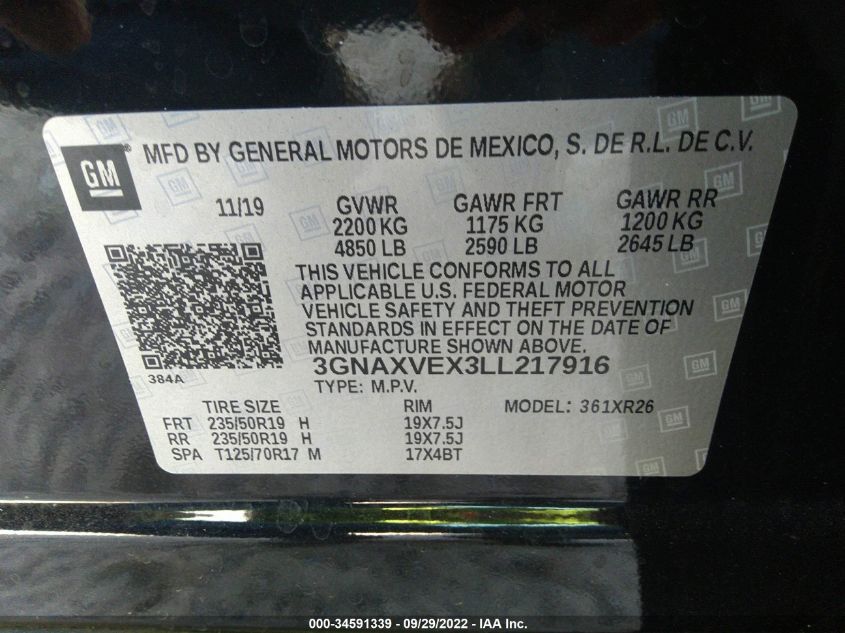 GM
MFD BY GENERAL MOTORS DE MEXICO, S. DE R.L. DE C.V.
11/19 GVWR GAWR FRT GAWR RR
2200 KG 1175 KG 1200 KG
4850 LB 2590 LB 2645 LB
THIS VEHICLE CONFORMS TO ALL
APPLICABLE U.S. FEDERAL MOTOR
VEHICLE SAFETY AND THEFT PREVENTION
STANDARDS IN EFFECT ON THE DATE OF
MANUFACTURE SHOWN ABOVE.
384A
3GNAXVEX3LL217916
TYPE: M.P.V.
TIRE SIZE RIM MODEL: 361XR26
FRT 235/50R19 H 19X7.5J
RR 235/50R19 H 19X7.5J
SPA T125/70R17 M 17X4BT
000-34591339 - 09/29/2022 - IAA Inc.